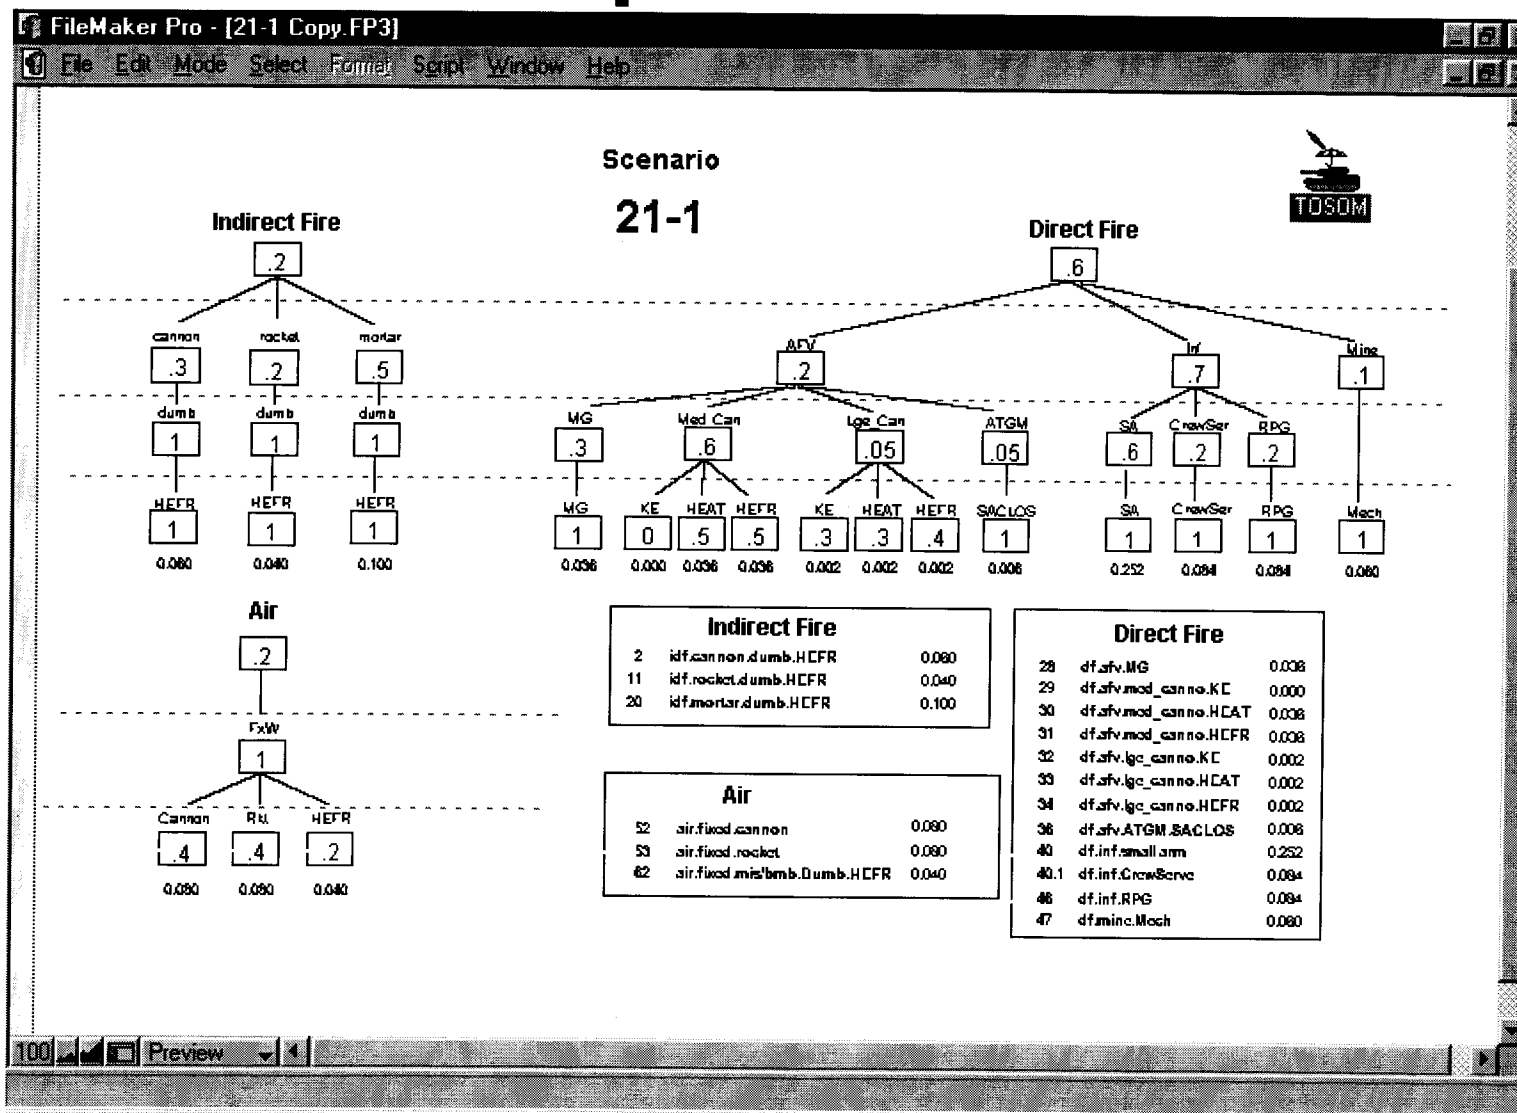 FileMaker Pro - [21-1 Copy.FP3]
File Edit Mode Select Format Script Window Help
Scenario
21-1
TOSOM
Indirect Fire
.2
cannon rocket mortar
.3 .2 .5
dumb dumb dumb
1 1 1
HEFR HEFR HEFR
1 1 1
0.060 0.040 0.100
Direct Fire
.6
AFV Inf Mine
.2 .7 .1
MG Med_Can Lge_Can ATGM SA CrewSer RPG
.3 .6 .05 .05 .6 .2 .2
MG KE HEAT HEFR KE HEAT HEFR SACLOS SA CrewSer RPG Mech
1 0 .5 .5 .3 .3 .4 1 1 1 1 1
0.036 0.000 0.036 0.036 0.002 0.002 0.002 0.006 0.252 0.084 0.084 0.060
Air
.2
FxW
1
Cannon Rkt HEFR
.4 .4 .2
0.080 0.080 0.040
Indirect Fire
2 idf.cannon.dumb.HEFR 0.060
11 idf.rocket.dumb.HEFR 0.040
20 idf.mortar.dumb.HEFR 0.100
Air
52 air.fixed.cannon 0.080
53 air.fixed.rocket 0.080
62 air.fixed.mis/bmb.Dumb.HEFR 0.040
Direct Fire
28 df.afv.MG 0.036
29 df.afv.med_canno.KE 0.000
30 df.afv.med_canno.HEAT 0.036
31 df.afv.med_canno.HEFR 0.036
32 df.afv.lge_canno.KE 0.002
33 df.afv.lge_canno.HEAT 0.002
34 df.afv.lge_canno.HEFR 0.002
36 df.afv.ATGM.SACLOS 0.006
40 df.inf.small arm 0.252
40.1 df.inf.CrewServe 0.084
46 df.inf.RPG 0.084
47 df.mine.Mech 0.060
100 Preview